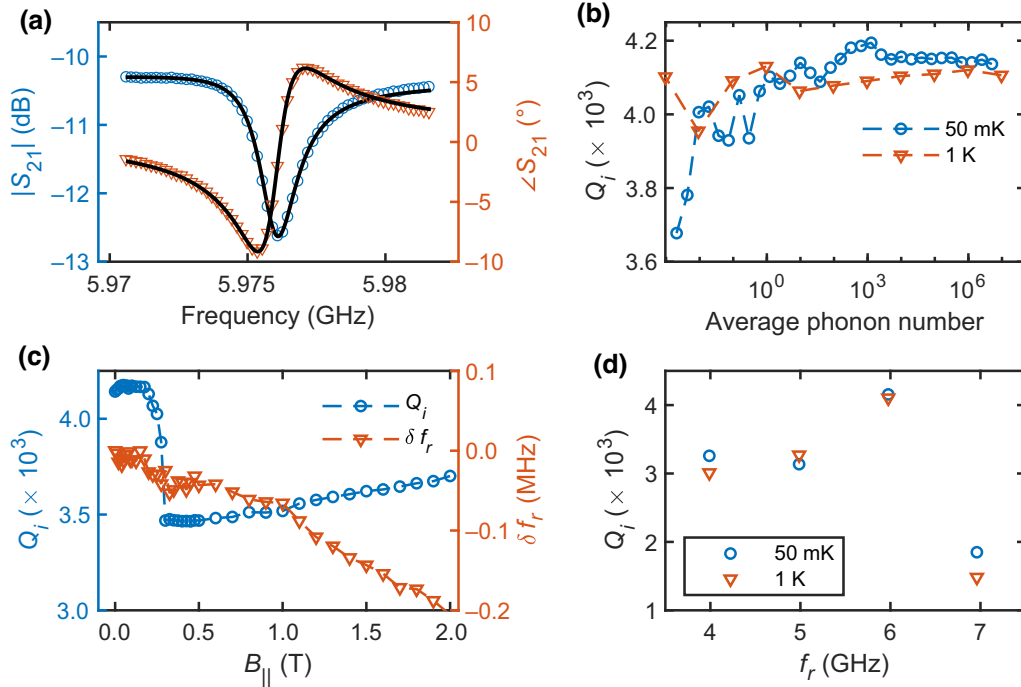 (a)
|S21| (dB)
−10
−11
−12
−13
10
5
0
−5
−10
∠S21 (°)
5.97
5.975
5.98
Frequency (GHz)
(b)
Qi (× 10³)
4.2
4.0
3.8
3.6
50 mK
1 K
10⁰
10³
10⁶
Average phonon number
(c)
Qi (× 10³)
4.0
3.5
3.0
Qi
δ fr
0.1
0.0
−0.1
−0.2
δ fr (MHz)
0.0
0.5
1.0
1.5
2.0
B|| (T)
(d)
Qi (× 10³)
4
3
2
1
50 mK
1 K
4
5
6
7
fr (GHz)